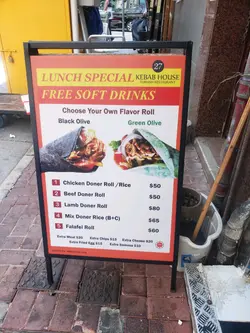 27
KEBAB HOUSE
LUNCH SPECIAL
FREE SOFT DRINKS
Choose Your Own Flavor Roll
Black Olive Green Olive
1 Chicken Doner Roll /Rice $50
2 Beef Doner Roll $50
3 Lamb Doner Roll $80
4 Mix Doner Rice (B+C) $65
5 Falafel Roll $60